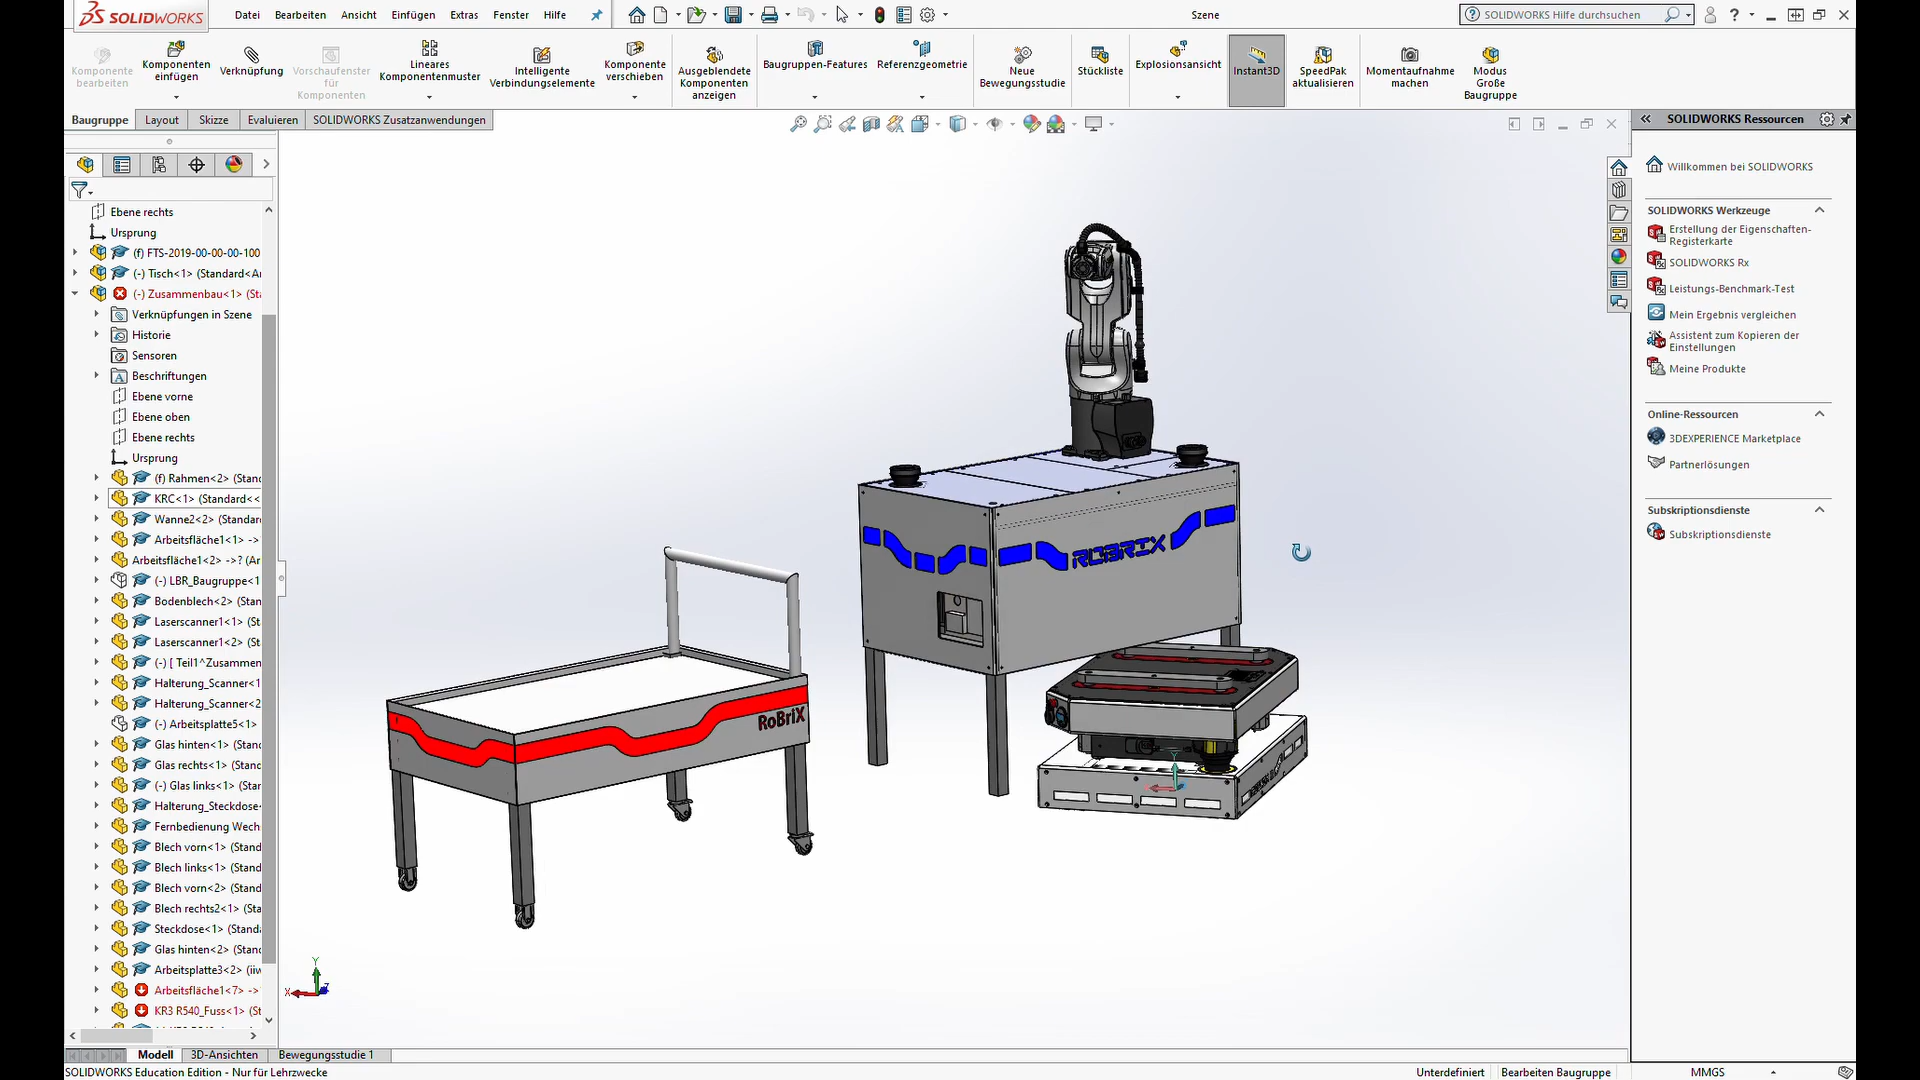 SOLIDWORKS
Datei Bearbeiten Ansicht Einfügen Extras Fenster Hilfe
Szene
SOLIDWORKS Hilfe durchsuchen
Komponente bearbeiten
Komponenten einfügen
Verknüpfung
Vorschaufenster für Komponenten
Lineares Komponentenmuster
Intelligente Verbindungselemente
Komponente verschieben
Ausgeblendete Komponenten anzeigen
Baugruppen-Features
Referenzgeometrie
Neue Bewegungsstudie
Stückliste
Explosionsansicht
Instant3D
SpeedPak aktualisieren
Momentaufnahme machen
Modus Große Baugruppe
Baugruppe Layout Skizze Evaluieren SOLIDWORKS Zusatzanwendungen
Ebene rechts
Ursprung
(f) FTS-2019-00-00-00-100
(-) Tisch<1> (Standard<Ar
(-) Zusammenbau<1> (Sta
Verknüpfungen in Szene
Historie
Sensoren
Beschriftungen
Ebene vorne
Ebene oben
Ebene rechts
Ursprung
(f) Rahmen<2> (Stand
KRC<1> (Standard<<
Wanne2<2> (Standard
Arbeitsfläche1<1> ->
Arbeitsfläche1<2> ->? (Ar
(-) LBR_Baugruppe<1
Bodenblech<2> (Stan
Laserscanner1<1> (St
Laserscanner1<2> (St
(-) [ Teil1^Zusammen
Halterung_Scanner<1
Halterung_Scanner<2
(-) Arbeitsplatte5<1>
Glas hinten<1> (Stand
Glas rechts<1> (Stand
(-) Glas links<1> (Star
Halterung_Steckdose<
Fernbedienung Wech
Blech vorn<1> (Stand
Blech links<1> (Stand
Blech vorn<2> (Stand
Blech rechts2<1> (Sta
Steckdose<1> (Standa
Glas hinten<2> (Stand
Arbeitsplatte3<2> (iiw
Arbeitsfläche1<7> ->
KR3 R540_Fuss<1> (St
ROBRIX
RoBriX
Y
X
Z
Y
SOLIDWORKS Ressourcen
Willkommen bei SOLIDWORKS
SOLIDWORKS Werkzeuge
Erstellung der Eigenschaften-
Registerkarte
SOLIDWORKS Rx
Leistungs-Benchmark-Test
Mein Ergebnis vergleichen
Assistent zum Kopieren der
Einstellungen
Meine Produkte
Online-Ressourcen
3DEXPERIENCE Marketplace
Partnerlösungen
Subskriptionsdienste
Subskriptionsdienste
Modell 3D-Ansichten Bewegungsstudie 1
SOLIDWORKS Education Edition - Nur für Lehrzwecke
Unterdefiniert Bearbeiten Baugruppe MMGS